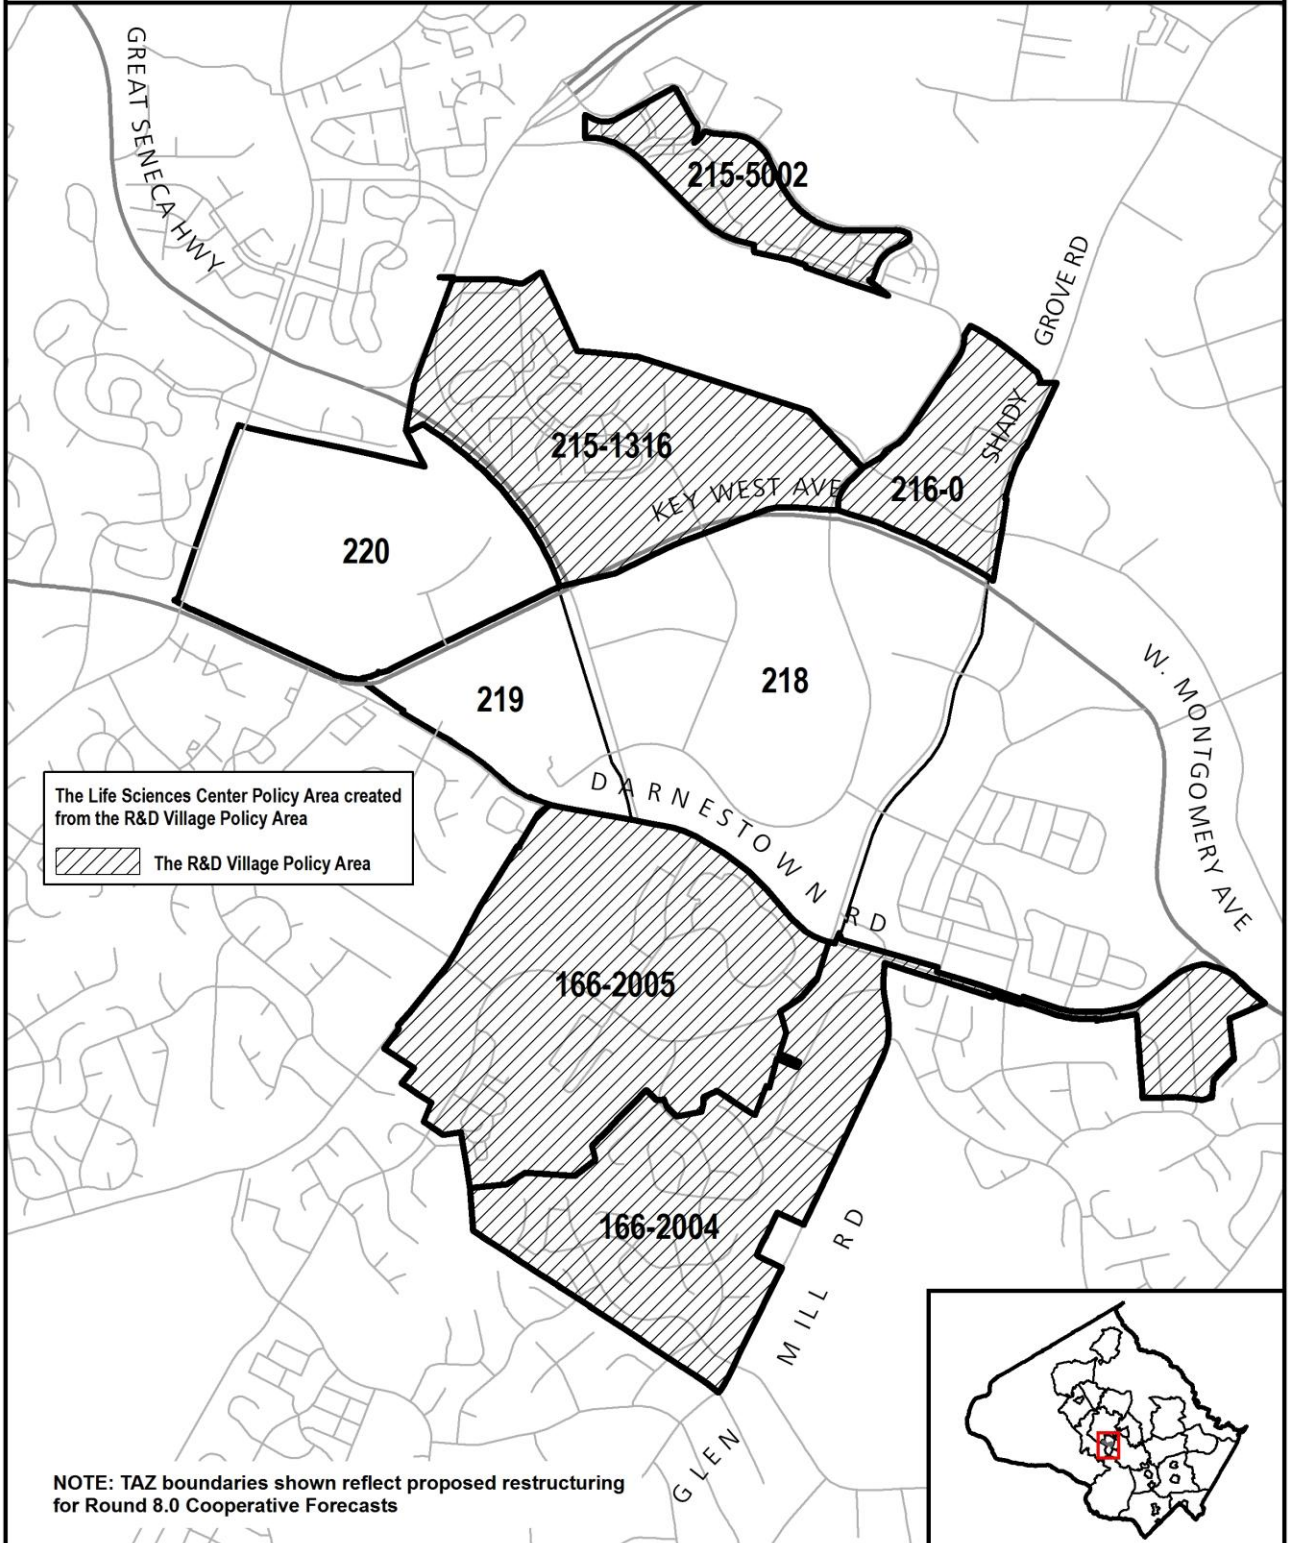 GREAT SENECA HWY
215-5002
GROVE RD
SHADY
215-1316
KEY WEST AVE
216-0
220
218
219
W. MONTGOMERY AVE
The Life Sciences Center Policy Area created
from the R&D Village Policy Area
The R&D Village Policy Area
DARNESTOWN RD
166-2005
166-2004
MILL RD
GLEN
NOTE: TAZ boundaries shown reflect proposed restructuring
for Round 8.0 Cooperative Forecasts